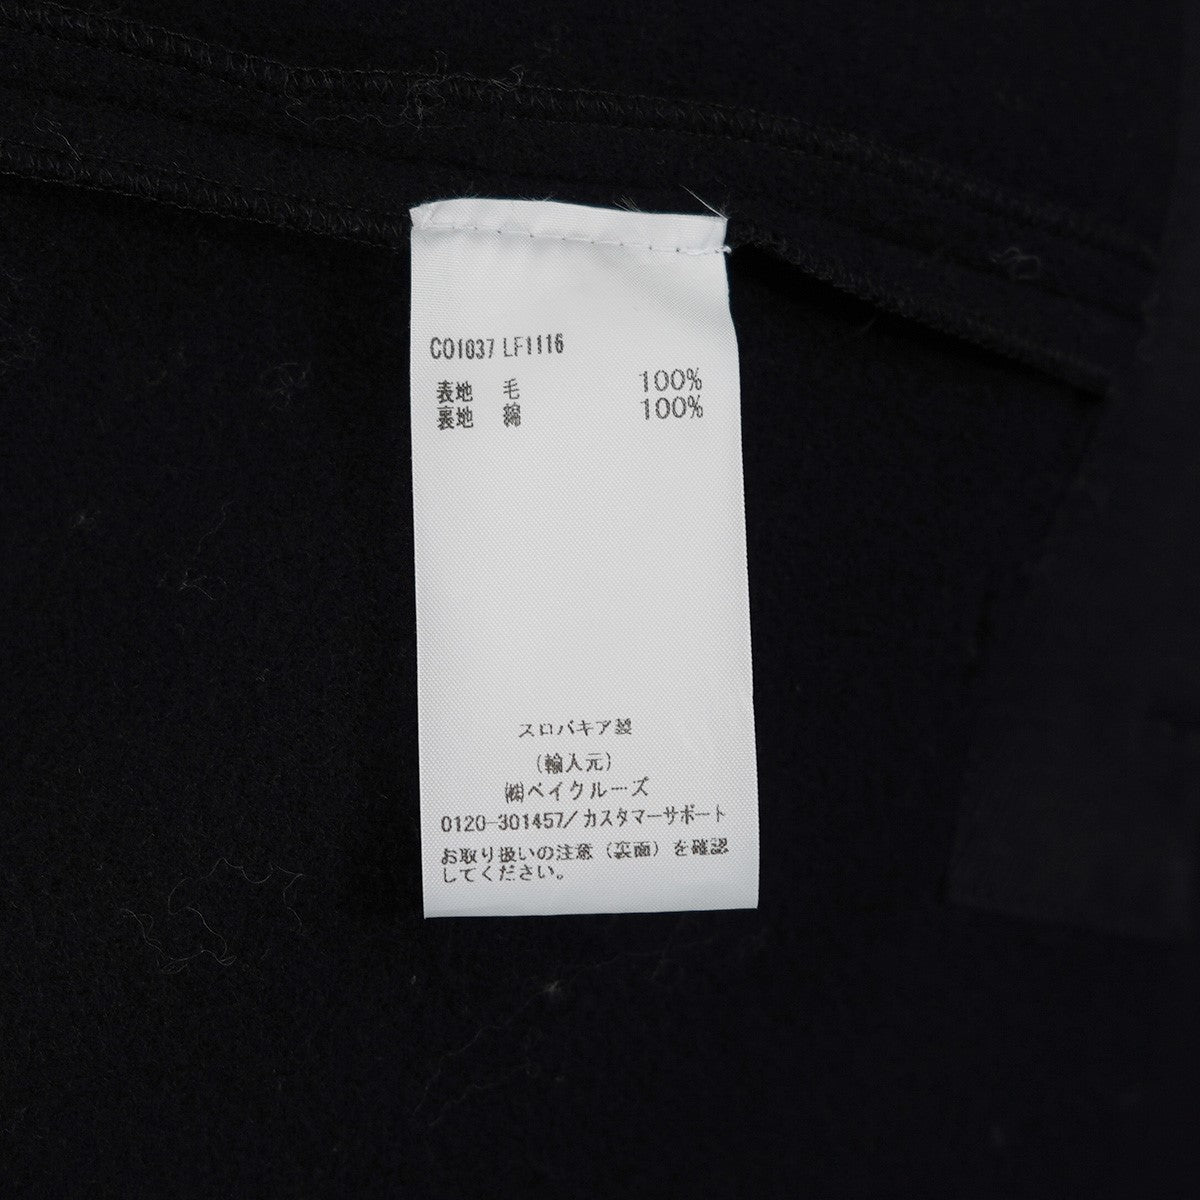 CO1037 LF1116
表地 毛 100%
裏地 綿 100%
スロバキア製
(輸入元)
㈱ベイクルーズ
0120-301457/カスタマーサポート
お取り扱いの注意（裏面）を確認
してください。